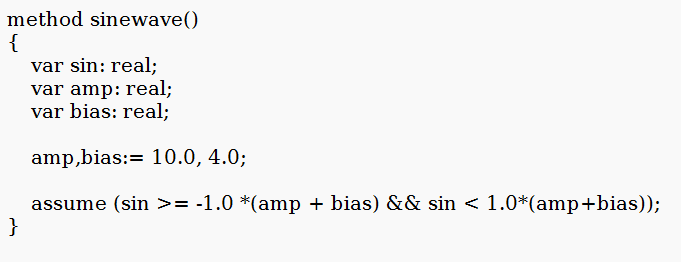 method sinewave()
{
var sin: real;
var amp: real;
var bias: real;
amp,bias:= 10.0, 4.0;
assume (sin >= -1.0 *(amp + bias) && sin < 1.0*(amp+bias));
}